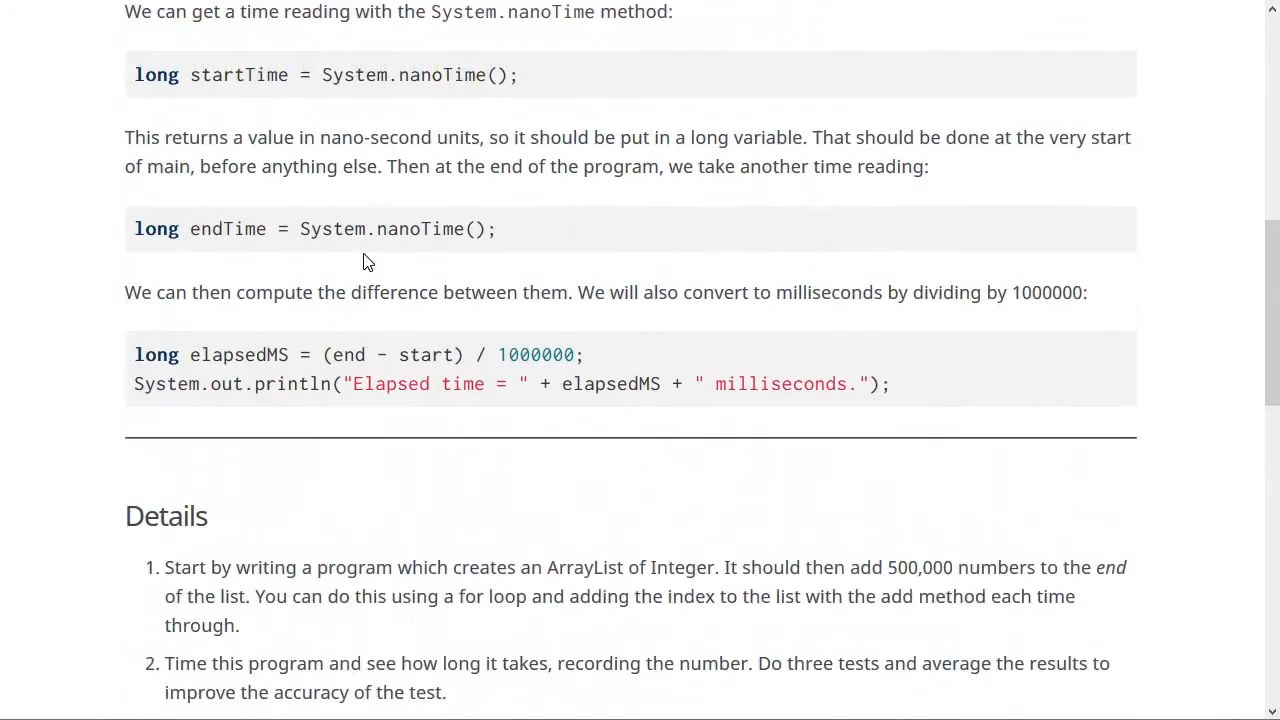 We can get a time reading with the System.nanoTime method:
long startTime = System.nanoTime();
This returns a value in nano-second units, so it should be put in a long variable. That should be done at the very start
of main, before anything else. Then at the end of the program, we take another time reading:
long endTime = System.nanoTime();
We can then compute the difference between them. We will also convert to milliseconds by dividing by 1000000:
long elapsedMS = (end - start) / 1000000;
System.out.println("Elapsed time = " + elapsedMS + " milliseconds.");
Details
1. Start by writing a program which creates an ArrayList of Integer. It should then add 500,000 numbers to the end
of the list. You can do this using a for loop and adding the index to the list with the add method each time
through.
2. Time this program and see how long it takes, recording the number. Do three tests and average the results to
improve the accuracy of the test.